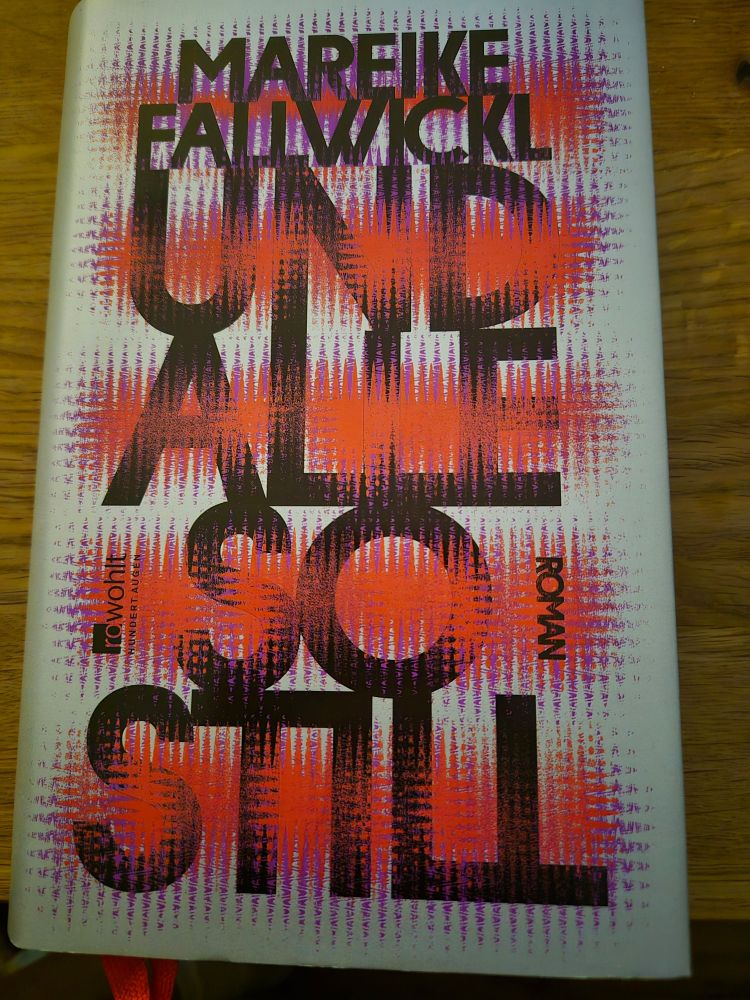 MAREIKE
FALLWICKL
UND
ALLE
SO
STILL
ROMAN
rowohlt
HUNDERT AUGEN